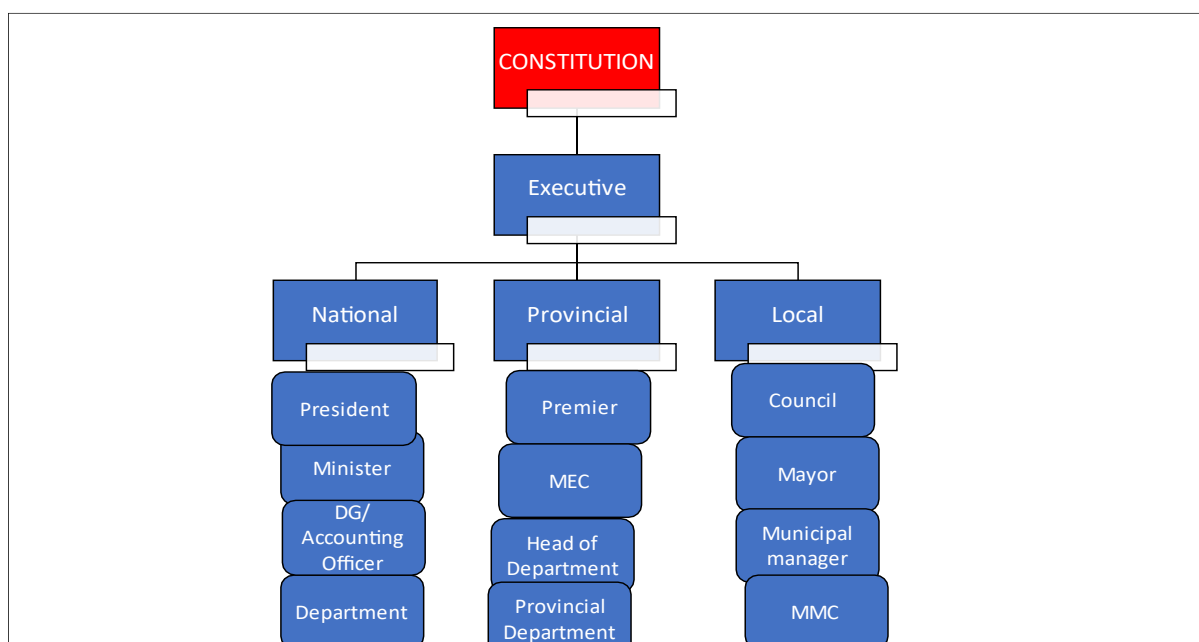 CONSTITUTION
Executive
National
Provincial
Local
President
Premier
Council
Minister
MEC
Mayor
DG/
Accounting
Officer
Head of
Department
Municipal
manager
Department
Provincial
Department
MMC